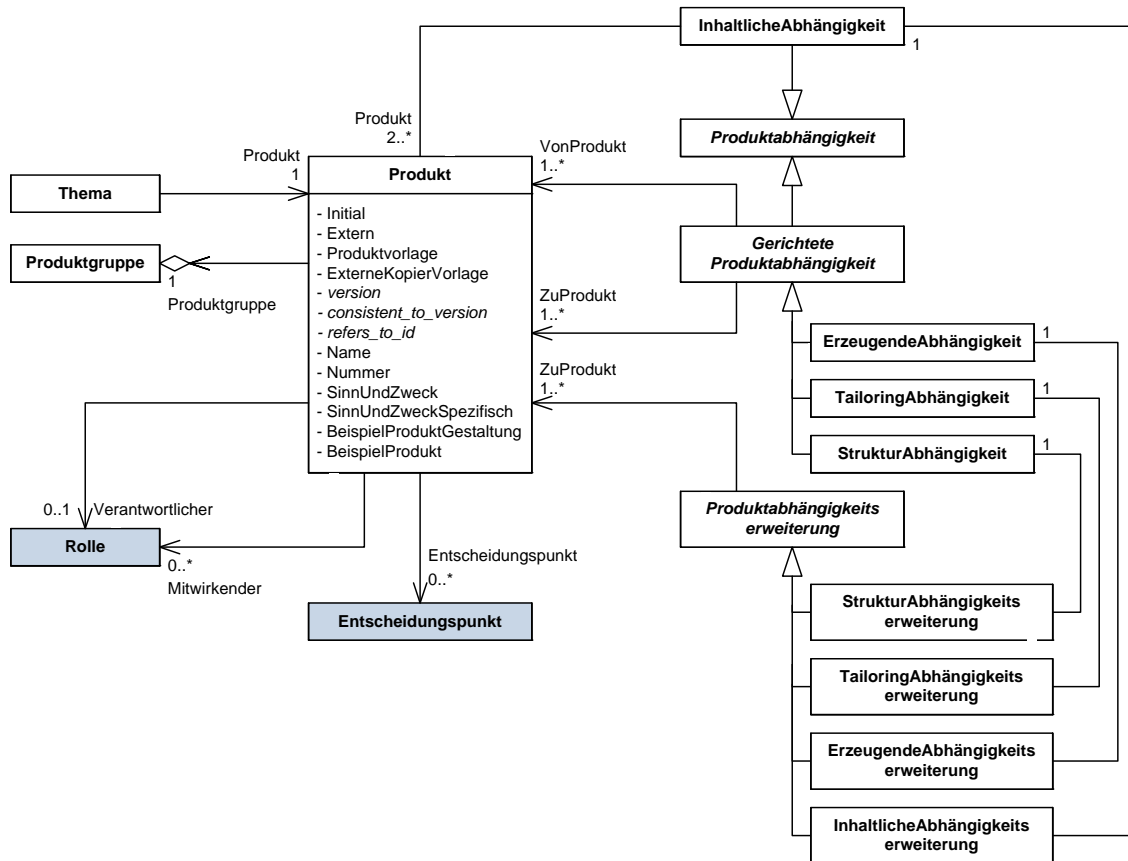 InhaltlicheAbhängigkeit
1
Produktabhängigkeit
Produkt
2..*
VonProdukt
1..*
Produkt
1
Thema
Produkt
- Initial
- Extern
- Produktvorlage
- ExterneKopierVorlage
- version
- consistent_to_version
- refers_to_id
- Name
- Nummer
- SinnUndZweck
- SinnUndZweckSpezifisch
- BeispielProduktGestaltung
- BeispielProdukt
Produktgruppe
1
Produktgruppe
Gerichtete
Produktabhängigkeit
ZuProdukt
1..*
ErzeugendeAbhängigkeit
1
ZuProdukt
1..*
TailoringAbhängigkeit
1
StrukturAbhängigkeit
1
Produktabhängigkeits
erweiterung
0..1
Verantwortlicher
Rolle
0..*
Mitwirkender
Entscheidungspunkt
0..*
Entscheidungspunkt
StrukturAbhängigkeits
erweiterung
TailoringAbhängigkeits
erweiterung
ErzeugendeAbhängigkeits
erweiterung
InhaltlicheAbhängigkeits
erweiterung